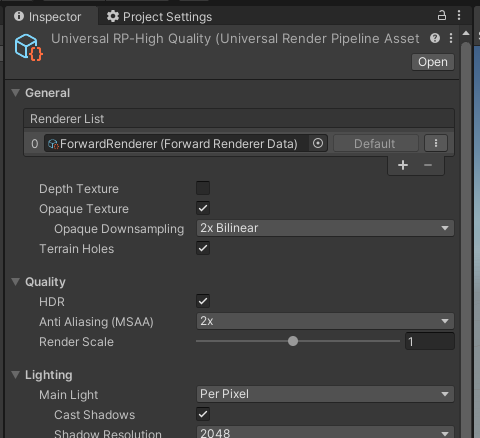 Inspector
Project Settings
Universal RP-High Quality (Universal Render Pipeline Asset
Open
General
Renderer List
0 ForwardRenderer (Forward Renderer Data) Default
Depth Texture
Opaque Texture
Opaque Downsampling 2x Bilinear
Terrain Holes
Quality
HDR
Anti Aliasing (MSAA) 2x
Render Scale 1
Lighting
Main Light Per Pixel
Cast Shadows
Shadow Resolution 2048